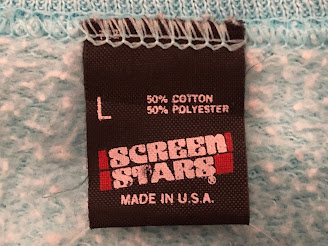 L
50% COTTON
50% POLYESTER
SCREEN
STARS®
MADE IN U.S.A.